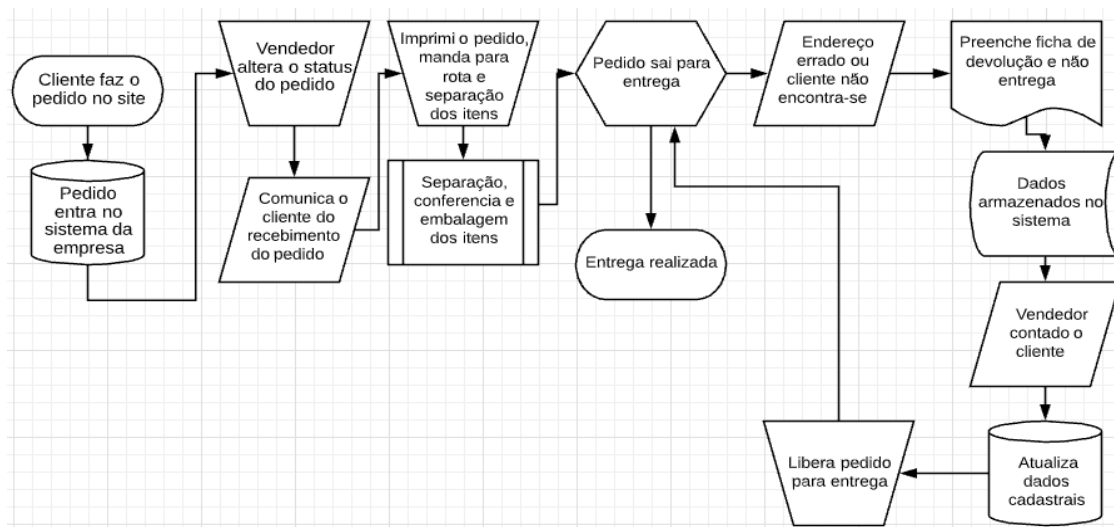 Cliente faz o
pedido no site
Pedido
entra no
sistema da
empresa
Vendedor
altera o status
do pedido
Comunica o
cliente do
recebimento
do pedido
Imprimi o pedido,
manda para
rota e
separação
dos itens
Separação,
conferencia e
embalagem
dos itens
Pedido sai para
entrega
Entrega realizada
Endereço
errado ou
cliente não
encontra-se
Preenche ficha de
devolução e não
entrega
Dados
armazenados no
sistema
Vendedor
contado o
cliente
Atualiza
dados
cadastrais
Libera pedido
para entrega